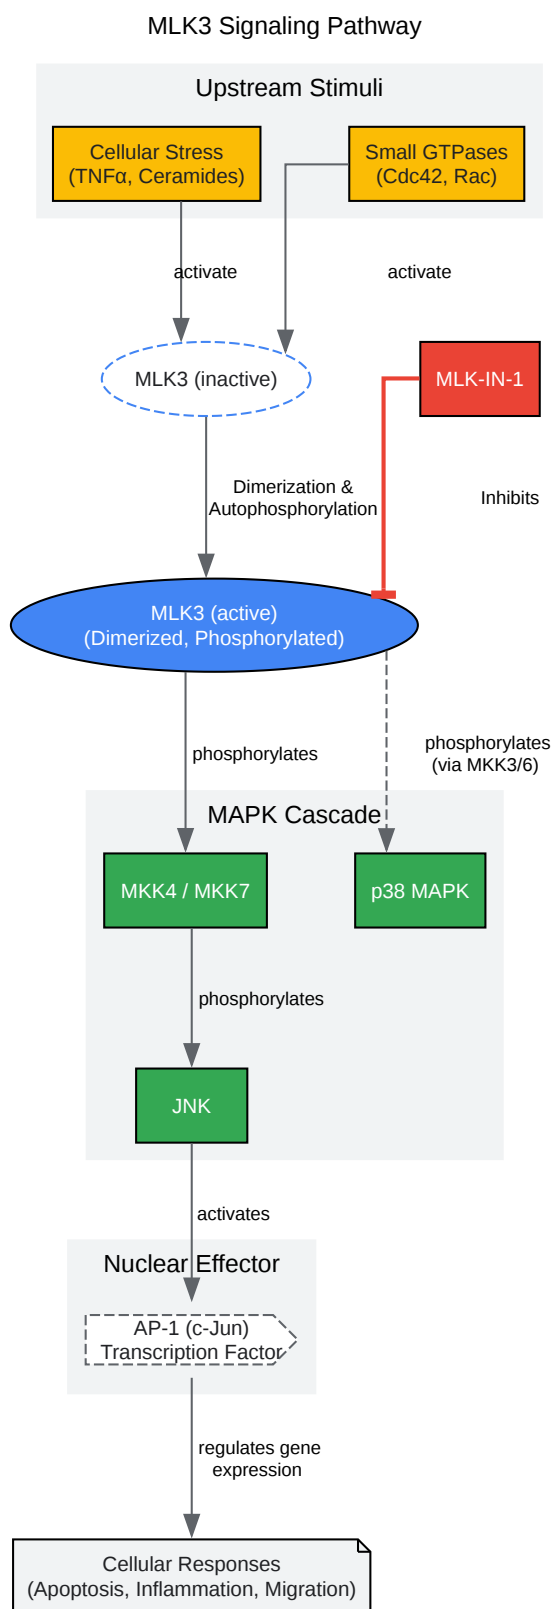 MLK3 Signaling Pathway
Upstream Stimuli
Cellular Stress
(TNFα, Ceramides)
Small GTPases
(Cdc42, Rac)
activate
activate
MLK3 (inactive)
MLK-IN-1
Dimerization &
Autophosphorylation
Inhibits
MLK3 (active)
(Dimerized, Phosphorylated)
phosphorylates
phosphorylates
(via MKK3/6)
MAPK Cascade
MKK4 / MKK7
p38 MAPK
phosphorylates
JNK
activates
Nuclear Effector
AP-1 (c-Jun)
Transcription Factor
regulates gene
expression
Cellular Responses
(Apoptosis, Inflammation, Migration)